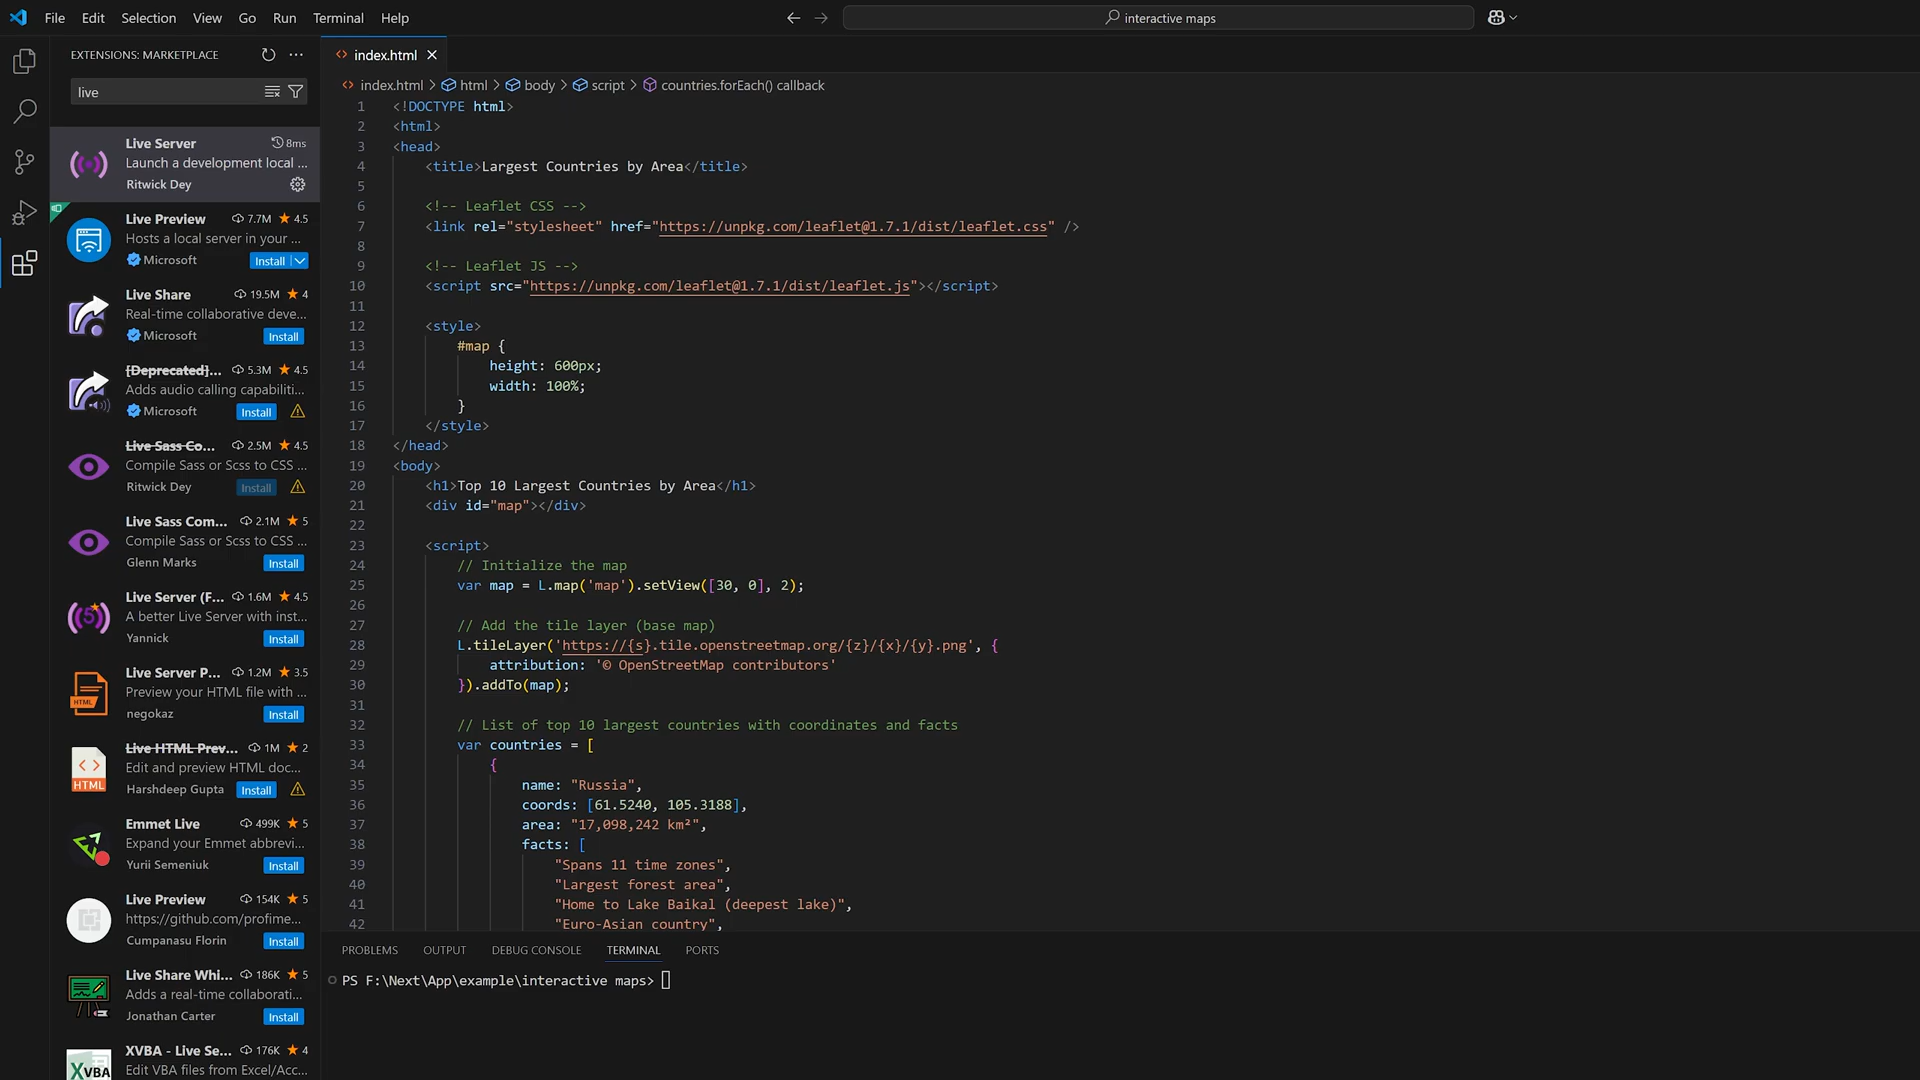 File Edit Selection View Go Run Terminal Help
interactive maps
EXTENSIONS: MARKETPLACE
live
Live Server 8ms
Launch a development local ...
Ritwick Dey
Live Preview 7.7M 4.5
Hosts a local server in your ...
Microsoft Install
Live Share 19.5M 4
Real-time collaborative deve...
Microsoft Install
[Deprecated]... 5.3M 4.5
Adds audio calling capabiliti...
Microsoft Install
Live Sass Co... 2.5M 4.5
Compile Sass or Scss to CSS ...
Ritwick Dey Install
Live Sass Com... 2.1M 5
Compile Sass or Scss to CSS ...
Glenn Marks Install
Live Server (F... 1.6M 4.5
A better Live Server with inst...
Yannick Install
Live Server P... 1.2M 3.5
Preview your HTML file with ...
negokaz Install
Live HTML Prev... 1M 2
Edit and preview HTML doc...
Harshdeep Gupta Install
Emmet Live 499K 5
Expand your Emmet abbrevi...
Yurii Semeniuk Install
Live Preview 154K 5
https://github.com/profime...
Cumpanasu Florin Install
Live Share Whi... 186K 5
Adds a real-time collaborati...
Jonathan Carter Install
XVBA - Live Se... 176K 4
Edit VBA files from Excel/Acc...
5
HTML
HTML
XVBA
index.html
index.html > html > body > script > countries.forEach() callback
1 <!DOCTYPE html>
2 <html>
3 <head>
4 <title>Largest Countries by Area</title>
5
6 <!-- Leaflet CSS -->
7 <link rel="stylesheet" href="https://unpkg.com/leaflet@1.7.1/dist/leaflet.css" />
8
9 <!-- Leaflet JS -->
10 <script src="https://unpkg.com/leaflet@1.7.1/dist/leaflet.js"></script>
11
12 <style>
13 #map {
14 height: 600px;
15 width: 100%;
16 }
17 </style>
18 </head>
19 <body>
20 <h1>Top 10 Largest Countries by Area</h1>
21 <div id="map"></div>
22
23 <script>
24 // Initialize the map
25 var map = L.map('map').setView([30, 0], 2);
26
27 // Add the tile layer (base map)
28 L.tileLayer('https://{s}.tile.openstreetmap.org/{z}/{x}/{y}.png', {
29 attribution: '© OpenStreetMap contributors'
30 }).addTo(map);
31
32 // List of top 10 largest countries with coordinates and facts
33 var countries = [
34 {
35 name: "Russia",
36 coords: [61.5240, 105.3188],
37 area: "17,098,242 km²",
38 facts: [
39 "Spans 11 time zones",
40 "Largest forest area",
41 "Home to Lake Baikal (deepest lake)",
42 "Euro-Asian country",
PROBLEMS OUTPUT DEBUG CONSOLE TERMINAL PORTS
PS F:\Next\App\example\interactive maps>